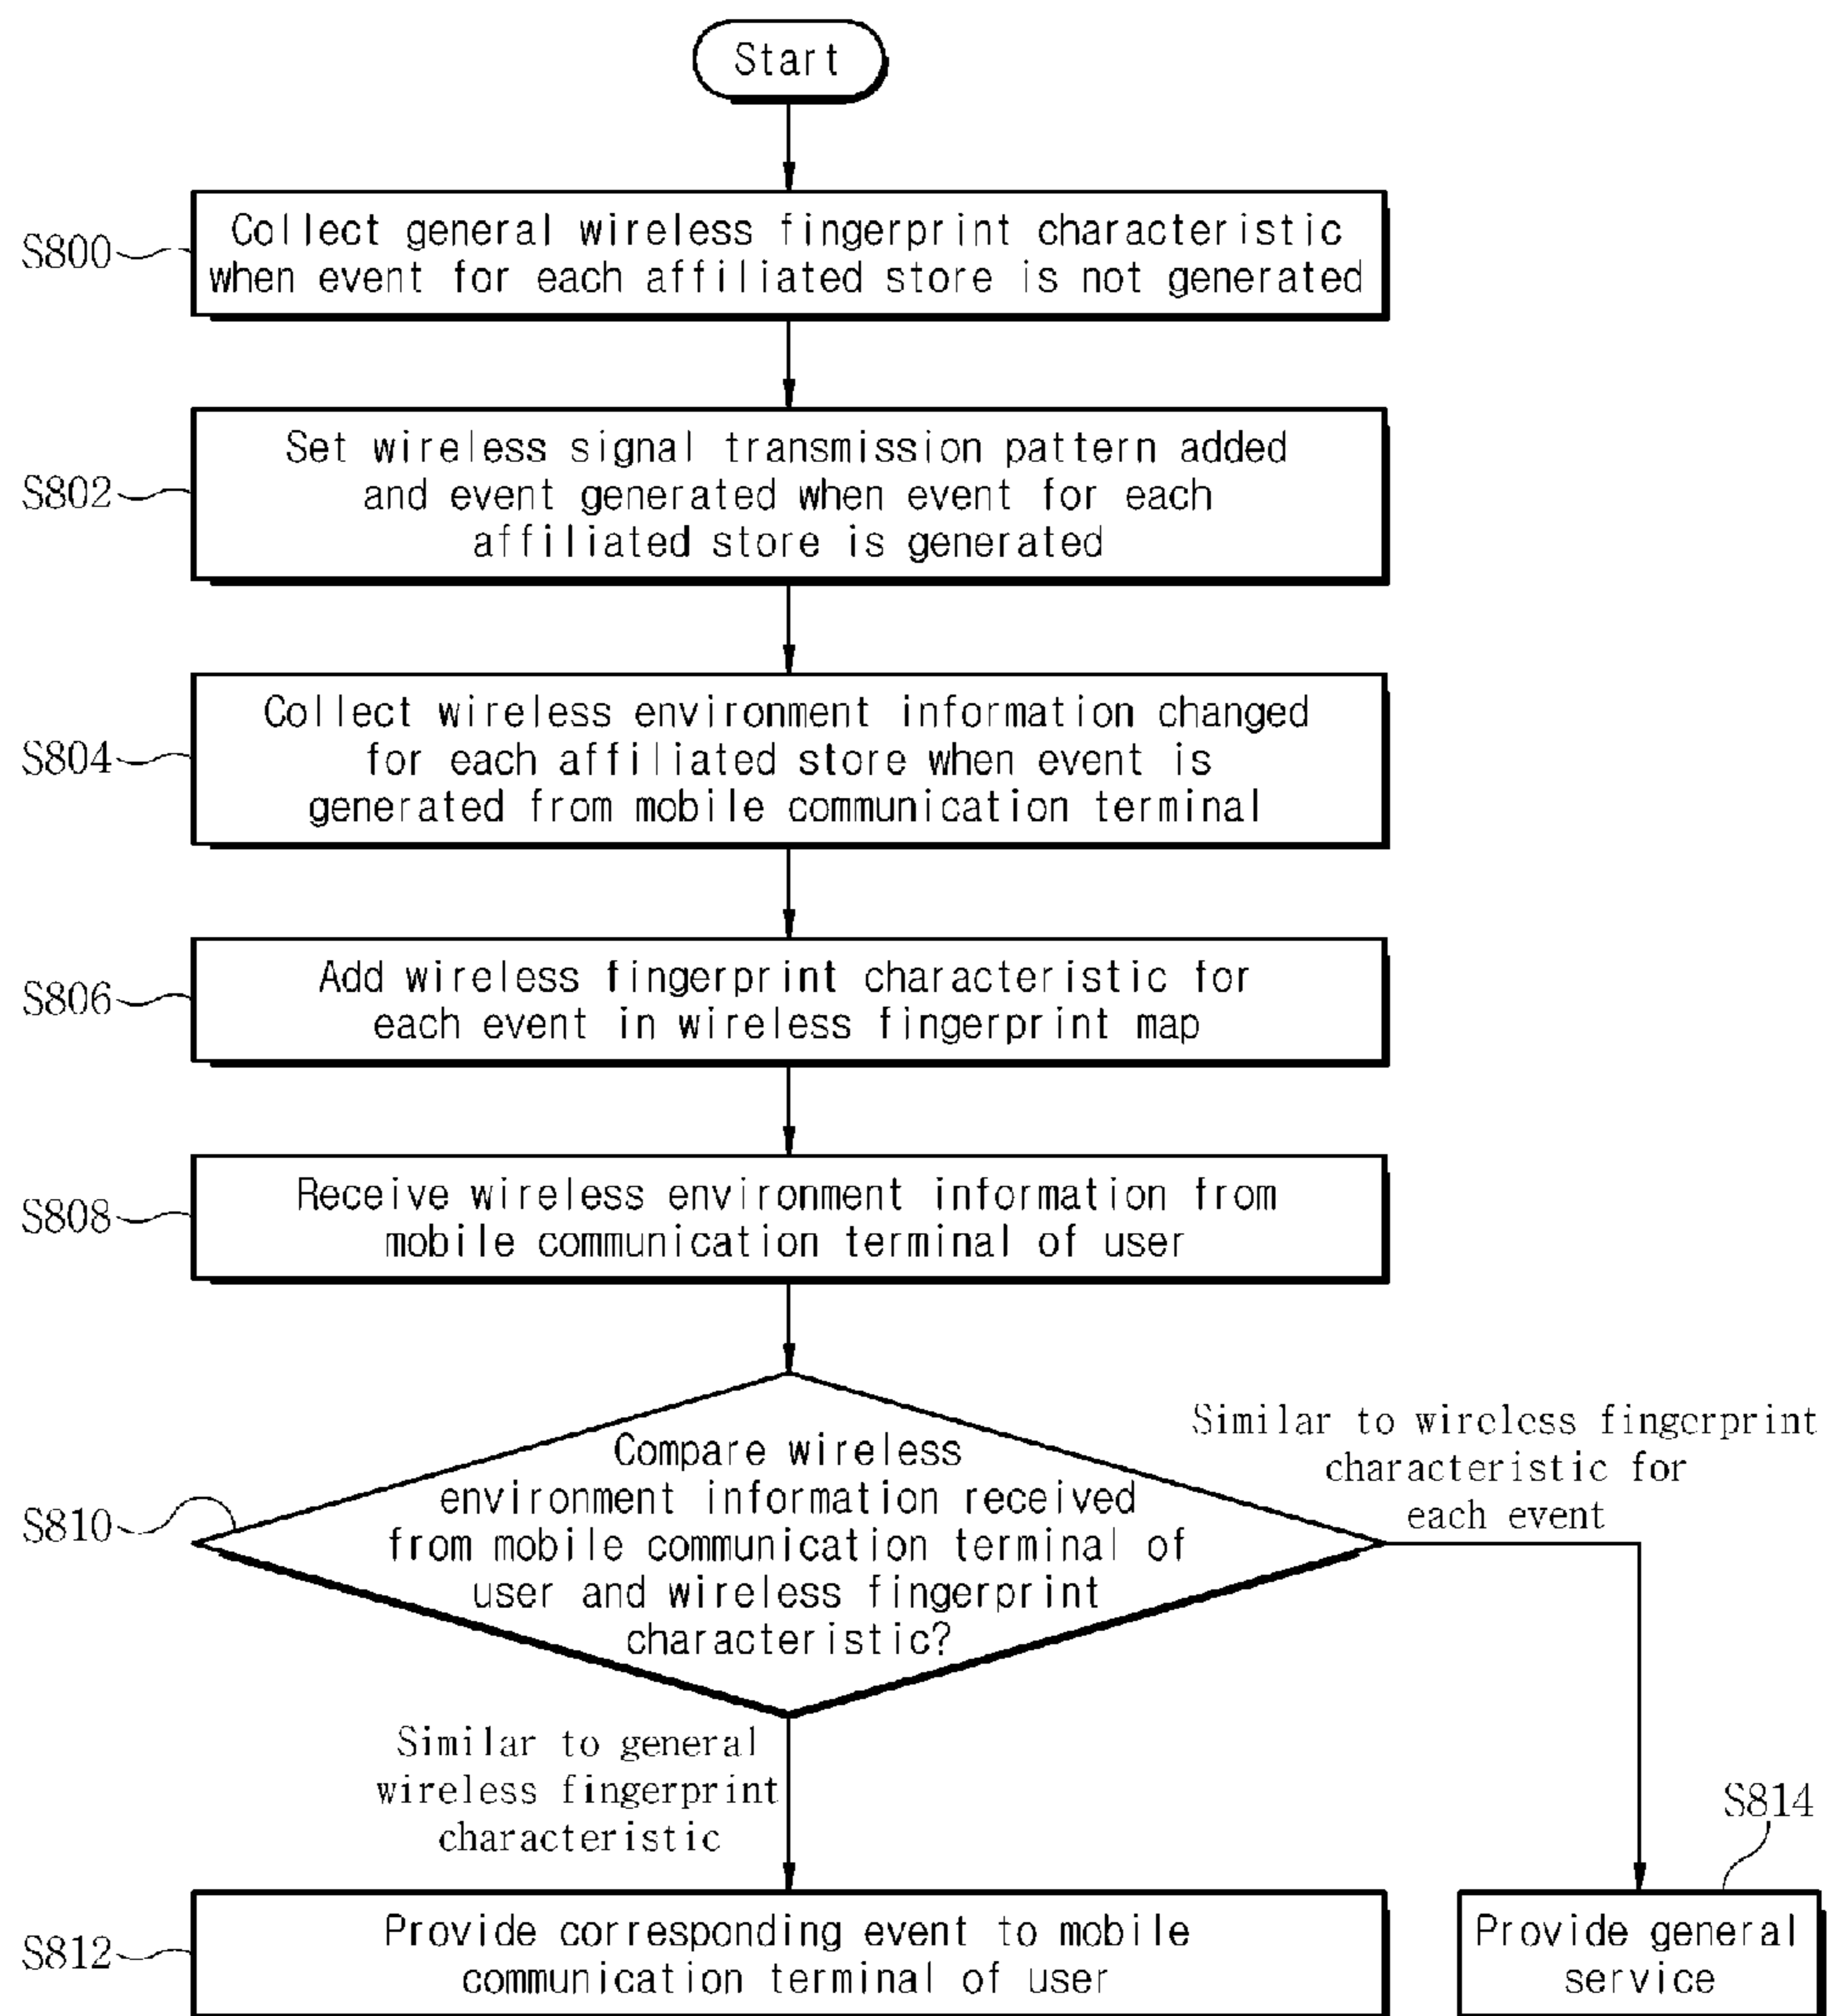 Start
S800
Collect general wireless fingerprint characteristic
when event for each affiliated store is not generated
S802
Set wireless signal transmission pattern added
and event generated when event for each
affiliated store is generated
S804
Collect wireless environment information changed
for each affiliated store when event is
generated from mobile communication terminal
S806
Add wireless fingerprint characteristic for
each event in wireless fingerprint map
S808
Receive wireless environment information from
mobile communication terminal of user
S810
Compare wireless
environment information received
from mobile communication terminal of
user and wireless fingerprint
characteristic?
Similar to wireless fingerprint
characteristic for
each event
Similar to general
wireless fingerprint
characteristic
S812
Provide corresponding event to mobile
communication terminal of user
S814
Provide general
service